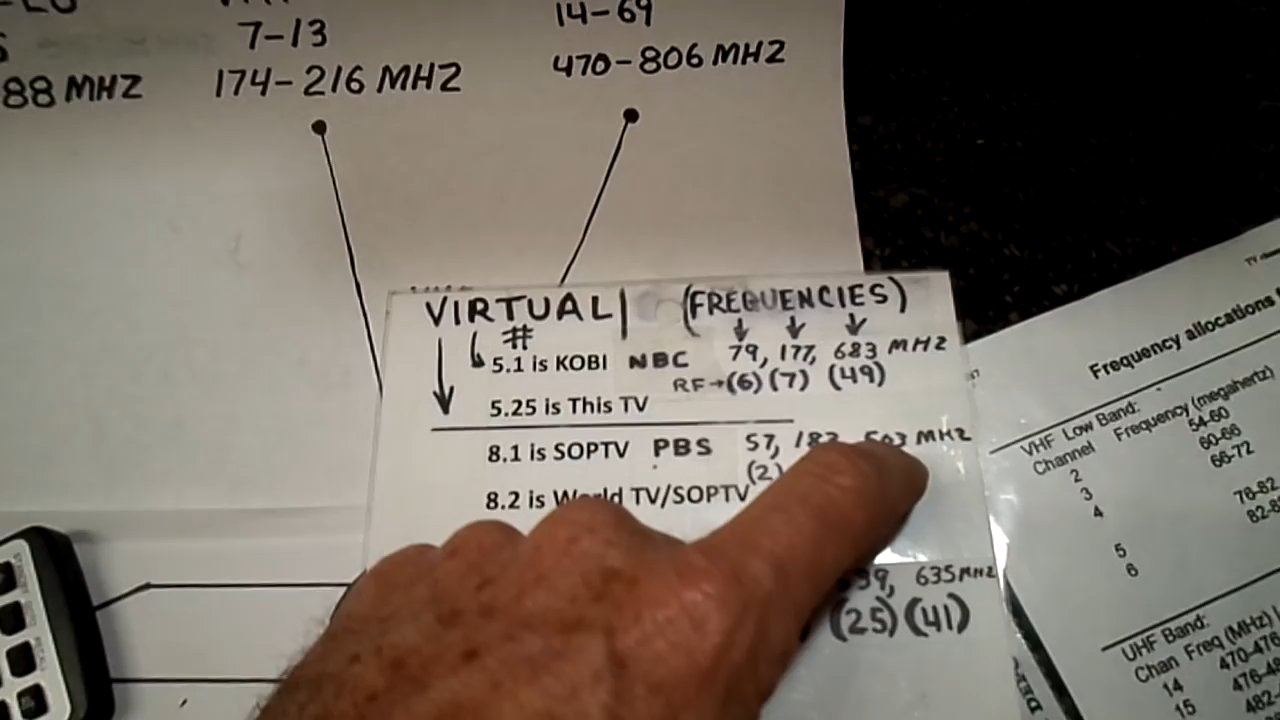 7-13
14-69
88 MHZ
174-216 MHZ
470-806 MHZ
VIRTUAL (FREQUENCIES)
#
5.1 is KOBI NBC 79, 177, 683 MHZ
RF→(6) (7) (49)
5.25 is This TV
8.1 is SOPTV PBS 57, 183, 503 MHZ
(2)
8.2 is World TV/SOPTV
539, 635 MHZ
(25) (41)
Frequency allocations
VHF Low Band:
Channel Frequency (megahertz)
2 54-60
3 60-66
4 66-72
5 76-82
6
UHF Band:
Chan Freq (MHz)
14 470-476
15